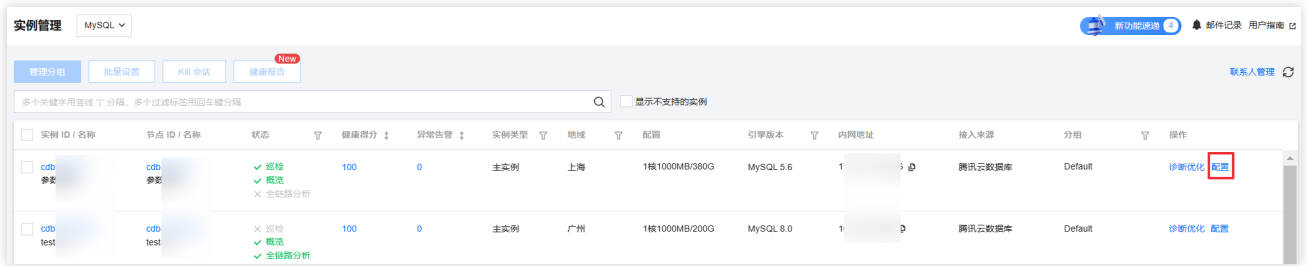 实例管理 MySQL 新功能速递 4 邮件记录 用户指南
New
管理分组 批量设置 Kill 会话 健康报告 联系人管理
多个关键字用竖线 "|" 分隔，多个过滤标签用回车键分隔 显示不支持的实例
实例 ID / 名称 节点 ID / 名称 状态 健康得分 异常告警 实例类型 地域 配置 引擎版本 内网地址 接入来源 分组 操作
cdb cdb 巡检 100 0 主实例 上海 1核1000MB/380G MySQL 5.6 腾讯云数据库 Default 诊断优化 配置
参数 参数 概览
全链路分析
cdb cdb 巡检 100 0 主实例 广州 1核1000MB/200G MySQL 8.0 腾讯云数据库 Default 诊断优化 配置
test test 概览
全链路分析